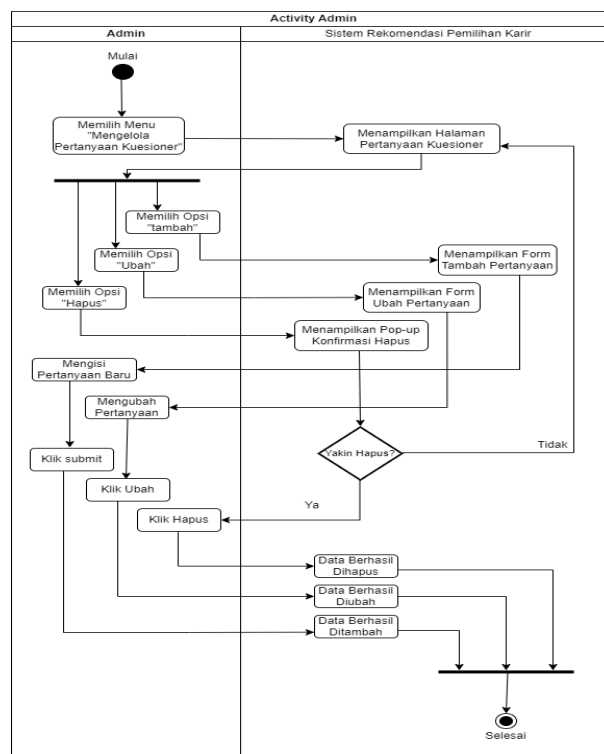 Activity Admin
Admin
Sistem Rekomendasi Pemilihan Karir
Mulai
Memilih Menu
"Mengelola
Pertanyaan Kuesioner"
Menampilkan Halaman
Pertanyaan Kuesioner
Memilih Opsi
"tambah"
Memilih Opsi
"Ubah"
Memilih Opsi
"Hapus"
Menampilkan Form
Tambah Pertanyaan
Menampilkan Form
Ubah Pertanyaan
Menampilkan Pop-up
Konfirmasi Hapus
Mengisi
Pertanyaan Baru
Mengubah
Pertanyaan
Yakin Hapus?
Tidak
Klik submit
Klik Ubah
Ya
Klik Hapus
Data Berhasil
Dihapus
Data Berhasil
Diubah
Data Berhasil
Ditambah
Selesai